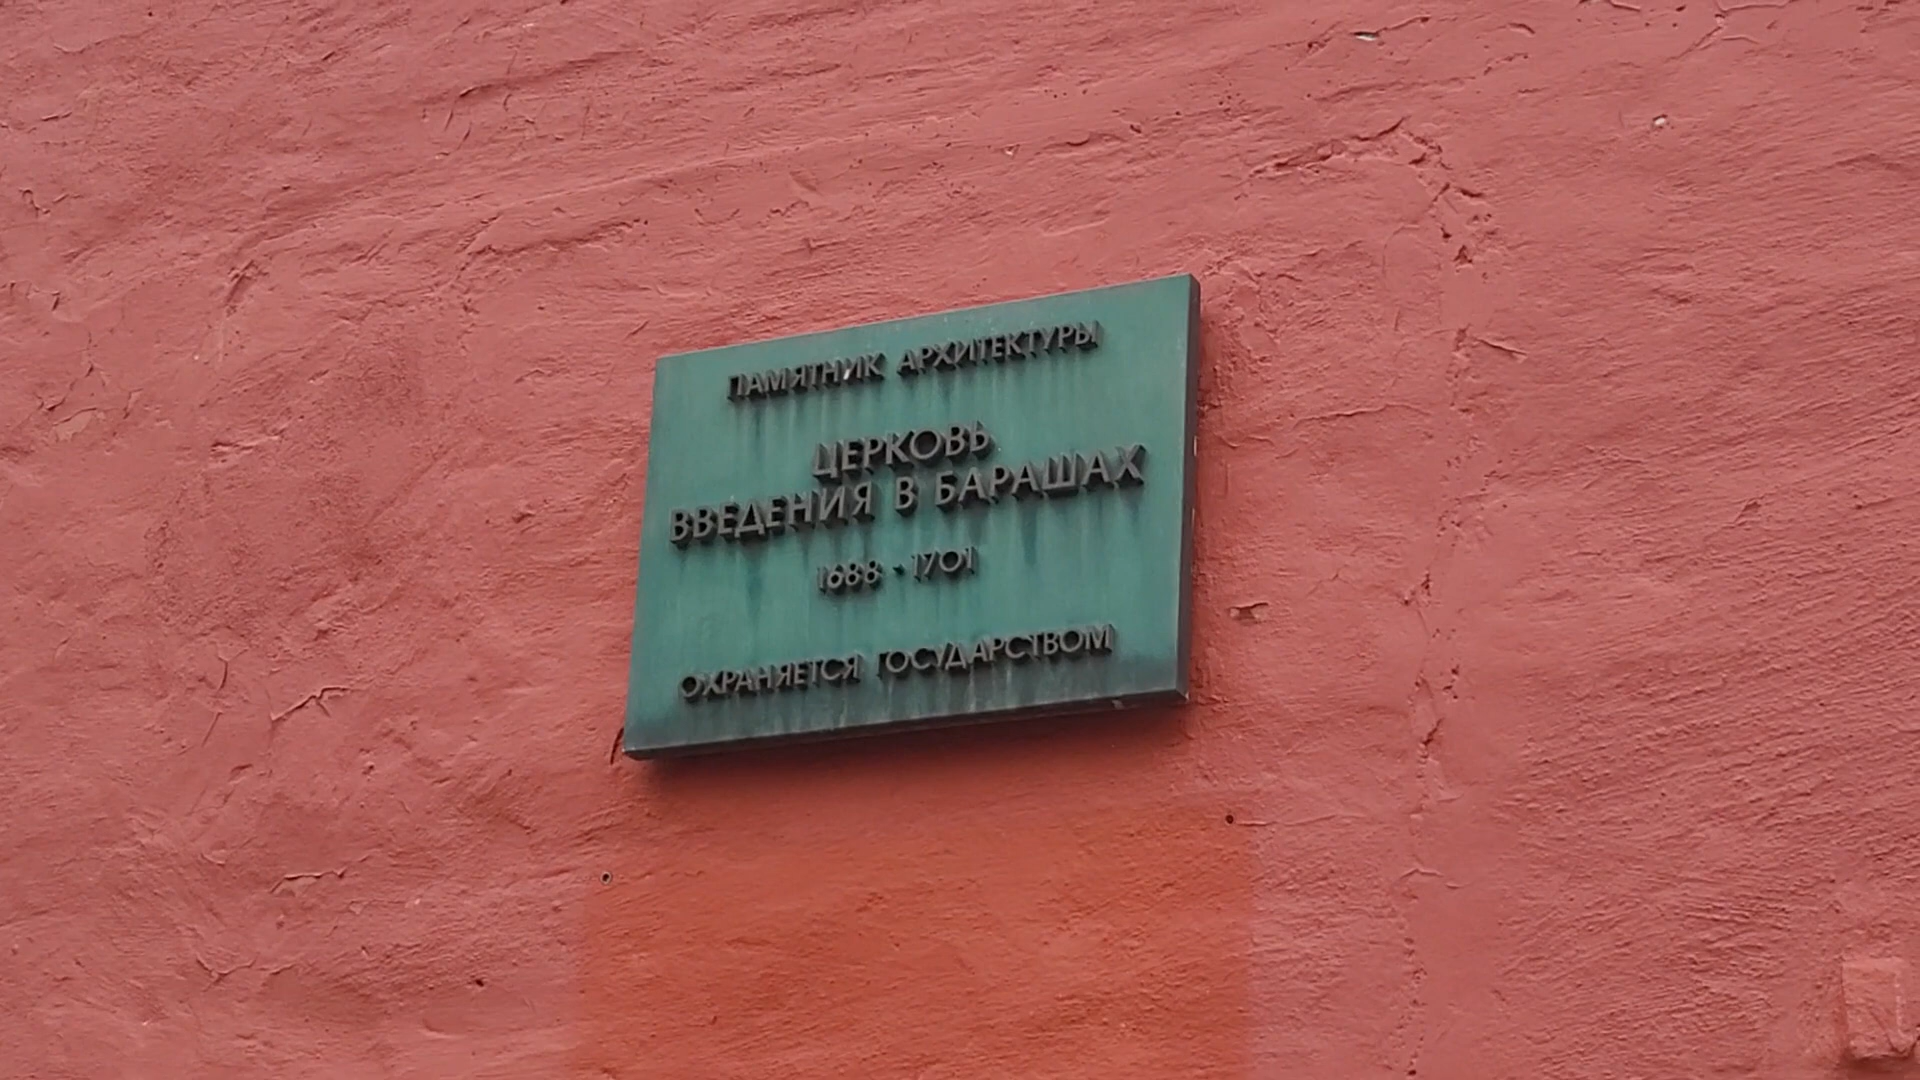 ПАМЯТНИК АРХИТЕКТУРЫ
ЦЕРКОВЬ
ВВЕДЕНИЯ В БАРАШАХ
1688 - 1701
ОХРАНЯЕТСЯ ГОСУДАРСТВОМ